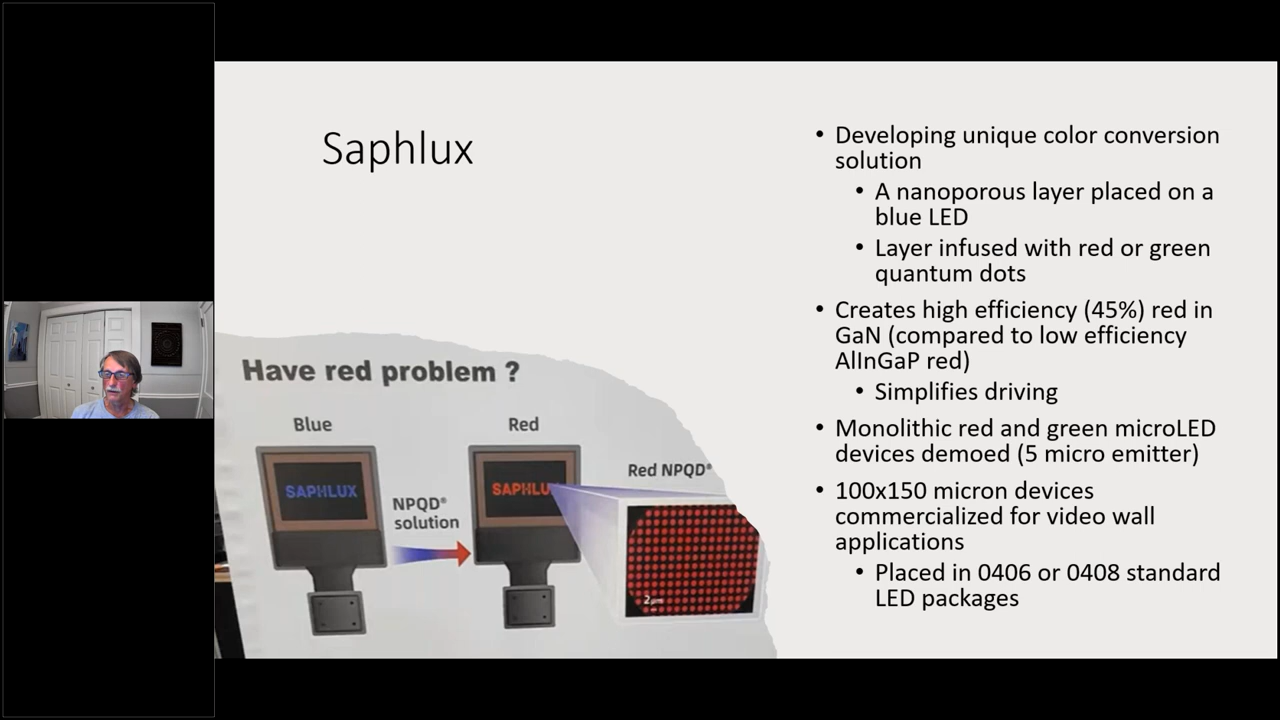 Saphlux
Have red problem ?
Blue
Red
SAPHLUX
NPQD®
solution
SAPHLU
Red NPQD®
2μm
• Developing unique color conversion
solution
• A nanoporous layer placed on a
blue LED
• Layer infused with red or green
quantum dots
• Creates high efficiency (45%) red in
GaN (compared to low efficiency
AlInGaP red)
• Simplifies driving
• Monolithic red and green microLED
devices demoed (5 micro emitter)
• 100x150 micron devices
commercialized for video wall
applications
• Placed in 0406 or 0408 standard
LED packages